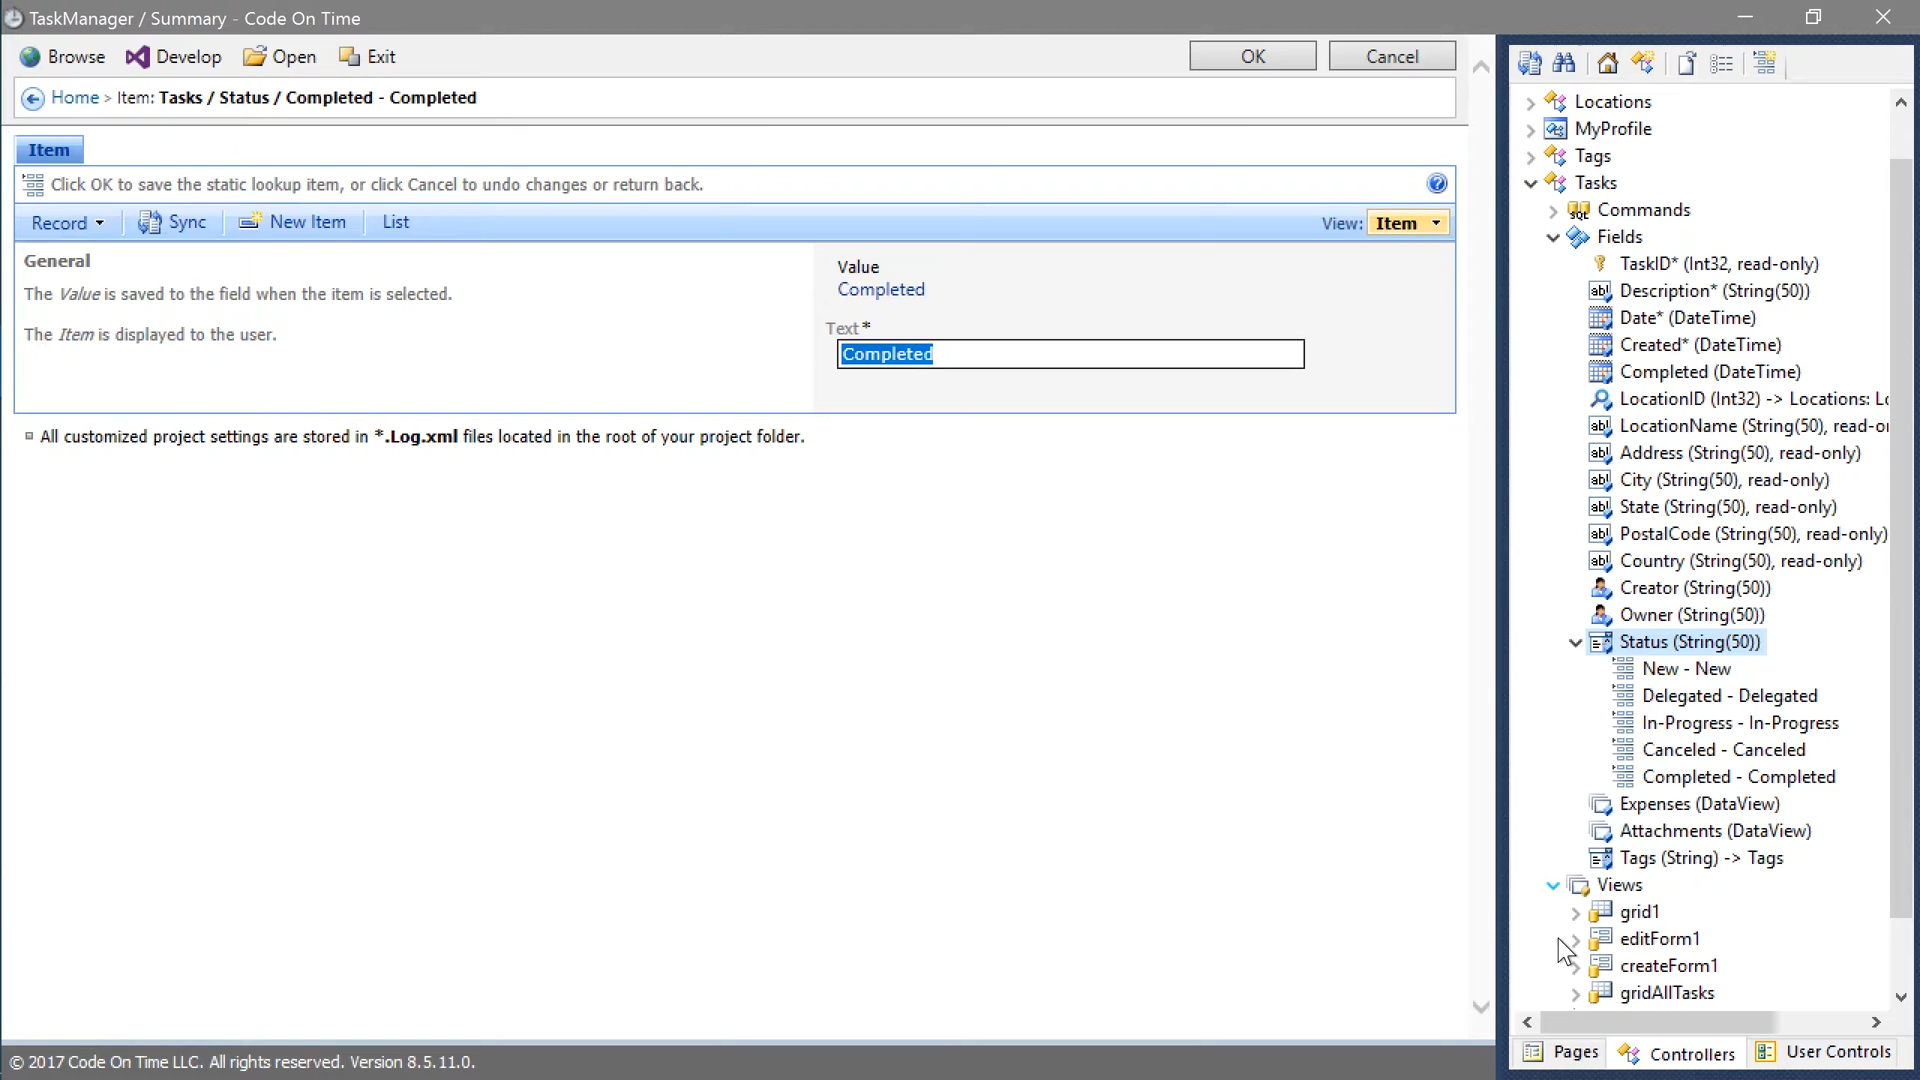 TaskManager / Summary - Code On Time
Browse Develop Open Exit OK Cancel
Home > Item: Tasks / Status / Completed - Completed
Item
Click OK to save the static lookup item, or click Cancel to undo changes or return back.
Record Sync New Item List View: Item
General
The Value is saved to the field when the item is selected.
The Item is displayed to the user.
Value
Completed
Text *
Completed
All customized project settings are stored in *.Log.xml files located in the root of your project folder.
© 2017 Code On Time LLC. All rights reserved. Version 8.5.11.0.
Locations
MyProfile
Tags
Tasks
Commands
Fields
TaskID* (Int32, read-only)
Description* (String(50))
Date* (DateTime)
Created* (DateTime)
Completed (DateTime)
LocationID (Int32) -> Locations: Lo
LocationName (String(50), read-o
Address (String(50), read-only)
City (String(50), read-only)
State (String(50), read-only)
PostalCode (String(50), read-only)
Country (String(50), read-only)
Creator (String(50))
Owner (String(50))
Status (String(50))
New - New
Delegated - Delegated
In-Progress - In-Progress
Canceled - Canceled
Completed - Completed
Expenses (DataView)
Attachments (DataView)
Tags (String) -> Tags
Views
grid1
editForm1
createForm1
gridAllTasks
Pages Controllers User Controls